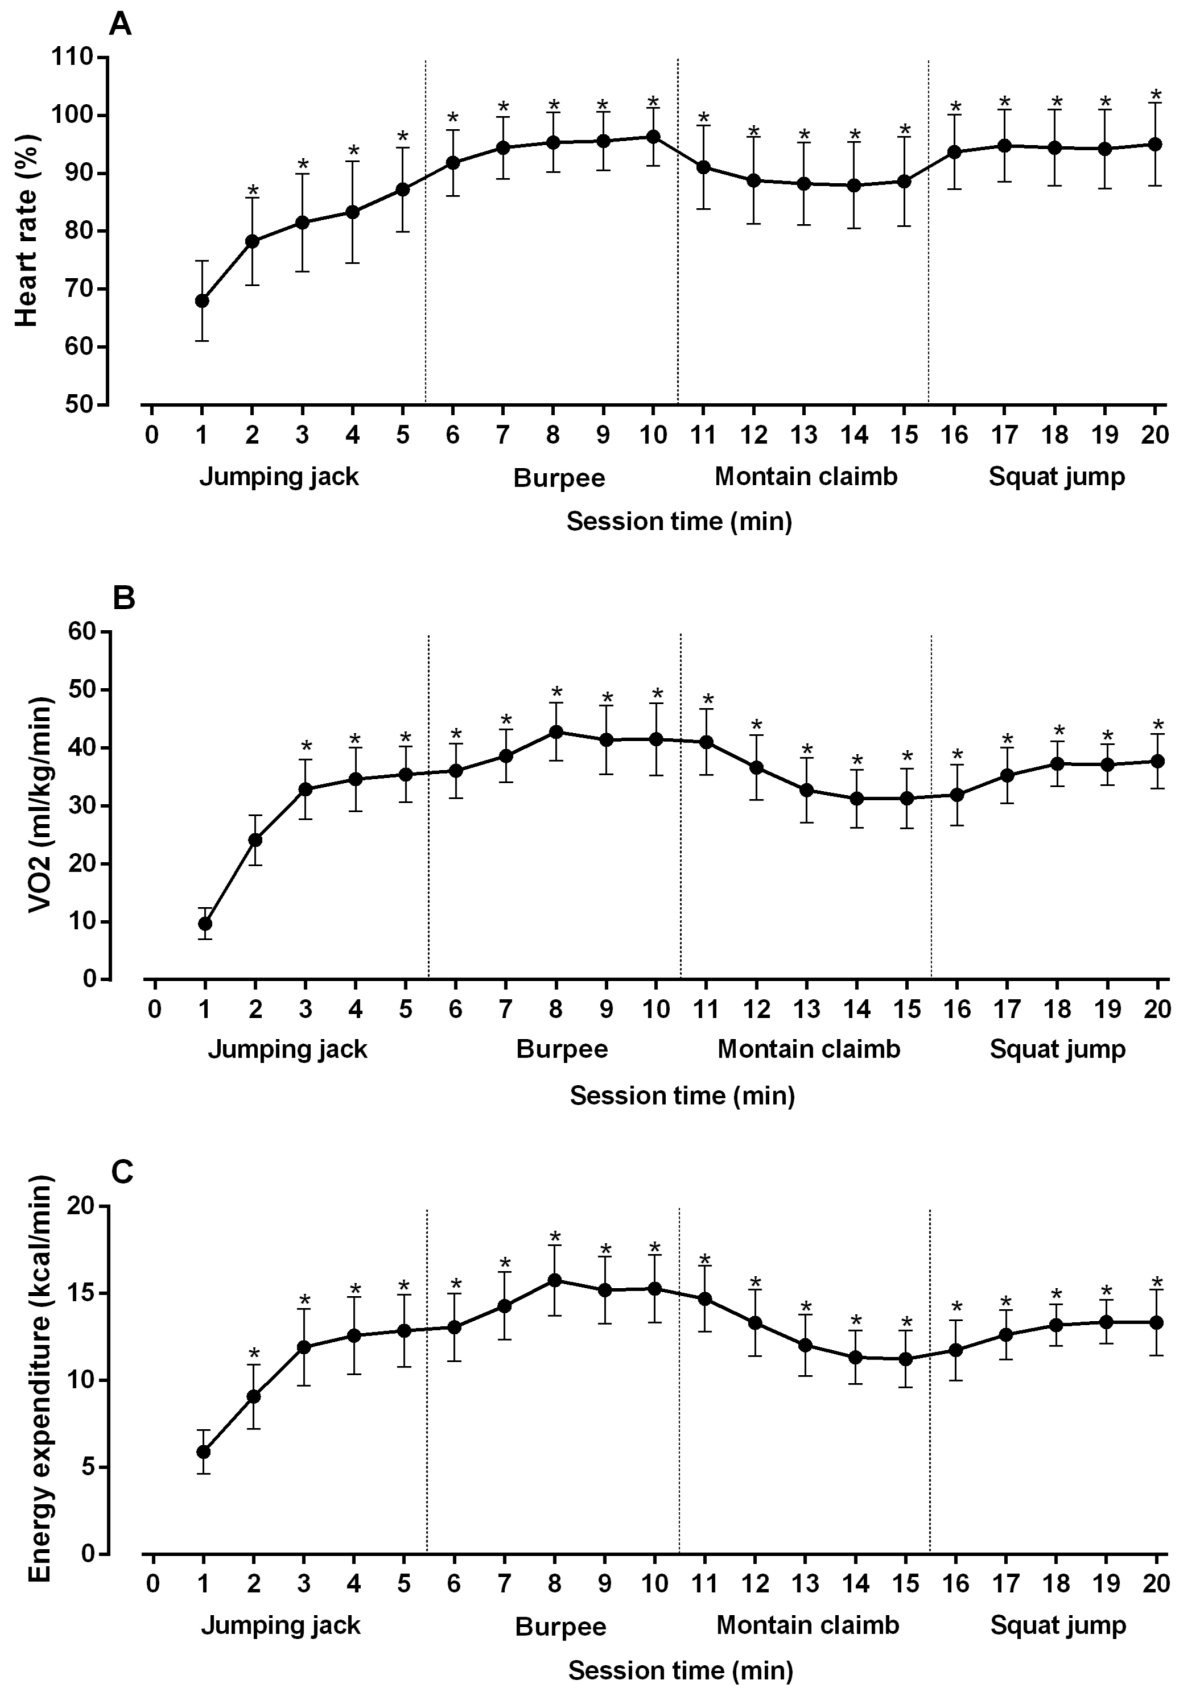 A
110
100
90
80
70
60
50
Heart rate (%)
* * * * * * * * * * * * * * * * * * *
0 1 2 3 4 5 6 7 8 9 10 11 12 13 14 15 16 17 18 19 20
Jumping jack Burpee Montain claimb Squat jump
Session time (min)
B
60
50
40
30
20
10
0
VO2 (ml/kg/min)
* * * * * * * * * * * * * * * * * *
0 1 2 3 4 5 6 7 8 9 10 11 12 13 14 15 16 17 18 19 20
Jumping jack Burpee Montain claimb Squat jump
Session time (min)
C
20
15
10
5
0
Energy expenditure (kcal/min)
* * * * * * * * * * * * * * * * * * *
0 1 2 3 4 5 6 7 8 9 10 11 12 13 14 15 16 17 18 19 20
Jumping jack Burpee Montain claimb Squat jump
Session time (min)